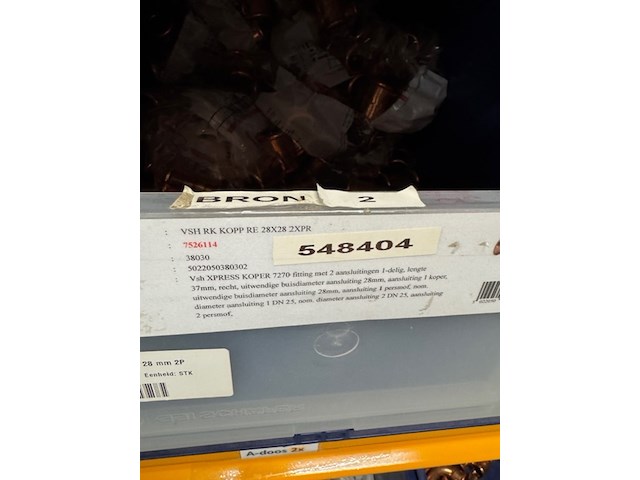 BRON 2
: VSH RK KOPP RE 28X28 2XPR
: 7526114
: 38030
: 5022050380302
: Vsh XPRESS KOPER 7270 fitting met 2 aansluitingen 1-delig, lengte
37mm, recht, uitwendige buisdiameter aansluiting 28mm, aansluiting 1 koper,
uitwendige buisdiameter aansluiting 28mm, aansluiting 1 persmof, nom.
diameter aansluiting 1 DN 25, nom. diameter aansluiting 2 DN 25, aansluiting
2 persmof,
548404
28 mm 2P
Eenheid: STK
A-doos 2x